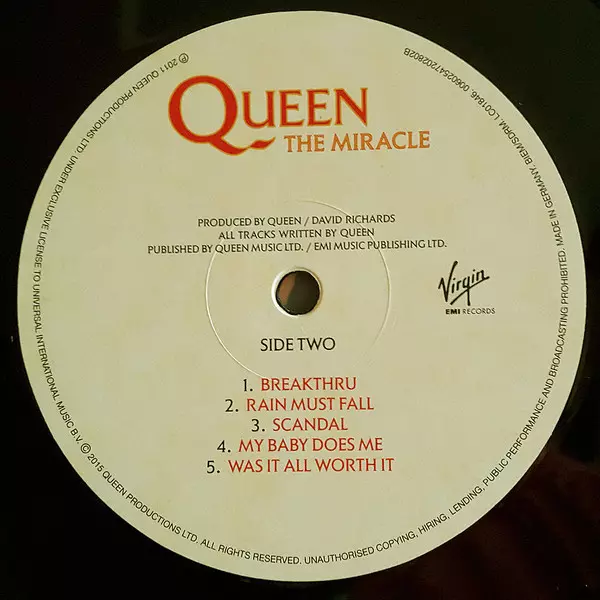 QUEEN
THE MIRACLE
PRODUCED BY QUEEN / DAVID RICHARDS
ALL TRACKS WRITTEN BY QUEEN
PUBLISHED BY QUEEN MUSIC LTD. / EMI MUSIC PUBLISHING LTD.
Virgin
EMI RECORDS
SIDE TWO
1. BREAKTHRU
2. RAIN MUST FALL
3. SCANDAL
4. MY BABY DOES ME
5. WAS IT ALL WORTH IT
℗ 2011 QUEEN PRODUCTIONS LTD. UNDER EXCLUSIVE LICENSE TO UNIVERSAL INTERNATIONAL MUSIC B.V. © 2015 QUEEN PRODUCTIONS LTD. ALL RIGHTS RESERVED. UNAUTHORISED COPYING, HIRING, LENDING, PUBLIC PERFORMANCE AND BROADCASTING PROHIBITED. MADE IN GERMANY. BIEM/SDRM. LC01846 00602547202802B